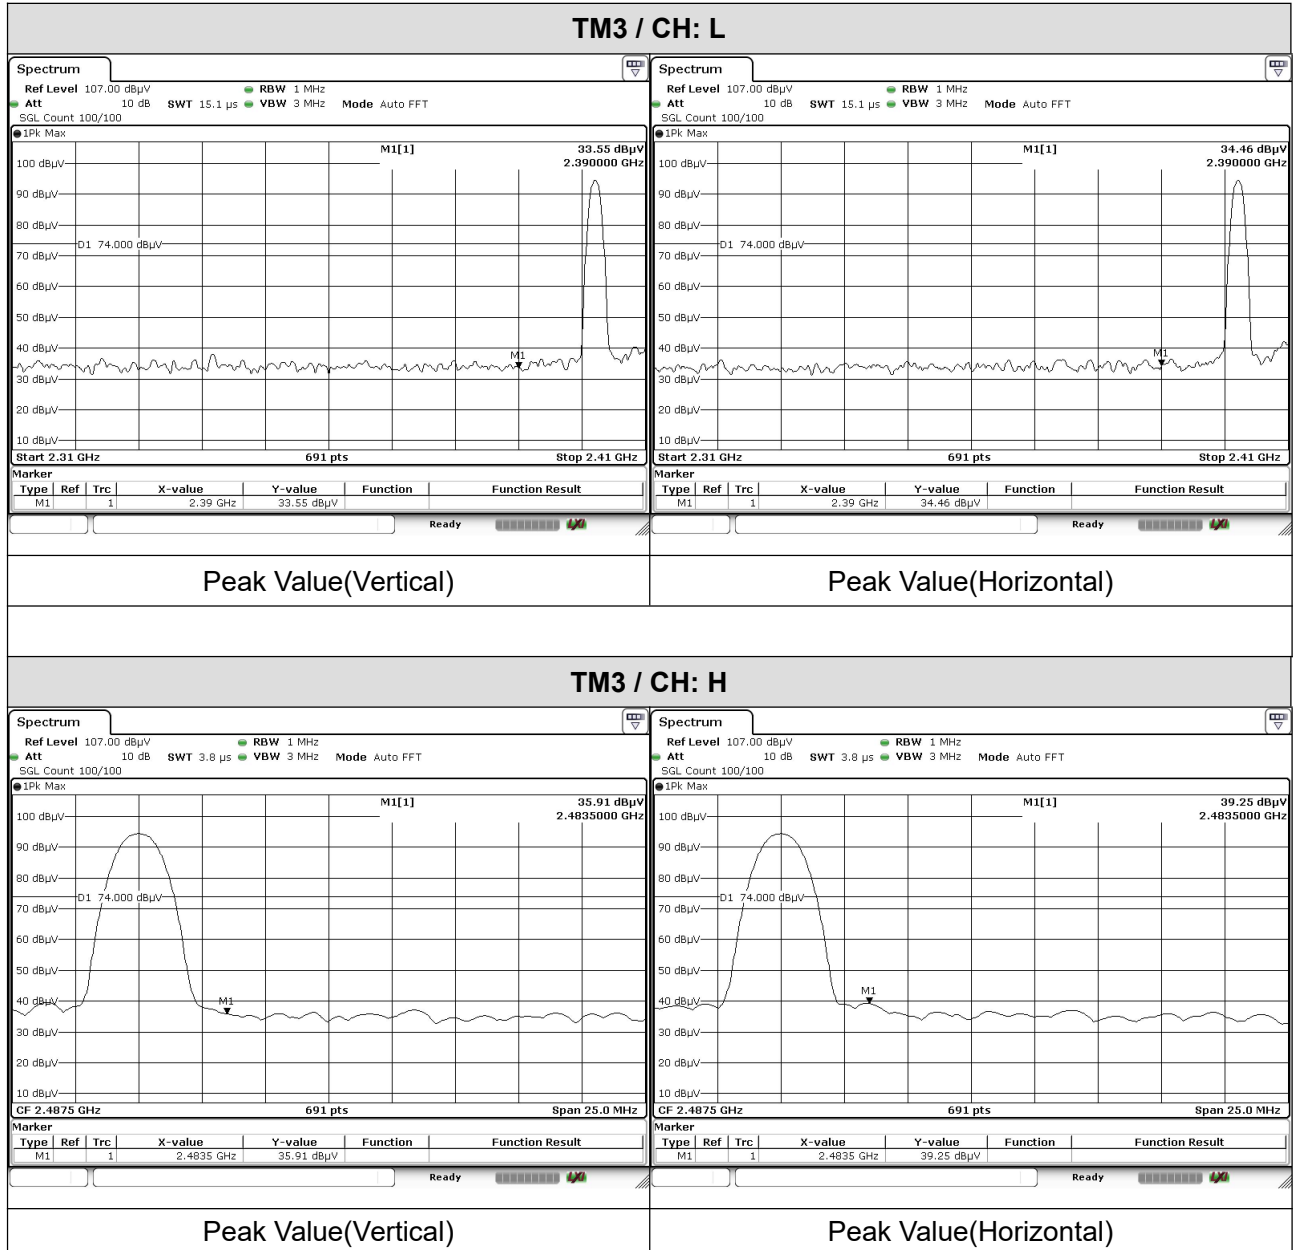 TM3 / CH: L
Spectrum
Ref Level 107.00 dBµV RBW 1 MHz
Att 10 dB SWT 15.1 µs VBW 3 MHz Mode Auto FFT
SGL Count 100/100
1Pk Max
M1[1] 33.55 dBµV
2.390000 GHz
100 dBµV
90 dBµV
80 dBµV
D1 74.000 dBµV
70 dBµV
60 dBµV
50 dBµV
40 dBµV
M1
30 dBµV
20 dBµV
10 dBµV
Start 2.31 GHz 691 pts Stop 2.41 GHz
Marker
Type Ref Trc X-value Y-value Function Function Result
M1 1 2.39 GHz 33.55 dBµV
Ready LXI
Peak Value(Vertical)
Spectrum
Ref Level 107.00 dBµV RBW 1 MHz
Att 10 dB SWT 15.1 µs VBW 3 MHz Mode Auto FFT
SGL Count 100/100
1Pk Max
M1[1] 34.46 dBµV
2.390000 GHz
100 dBµV
90 dBµV
80 dBµV
D1 74.000 dBµV
70 dBµV
60 dBµV
50 dBµV
40 dBµV
M1
30 dBµV
20 dBµV
10 dBµV
Start 2.31 GHz 691 pts Stop 2.41 GHz
Marker
Type Ref Trc X-value Y-value Function Function Result
M1 1 2.39 GHz 34.46 dBµV
Ready LXI
Peak Value(Horizontal)
TM3 / CH: H
Spectrum
Ref Level 107.00 dBµV RBW 1 MHz
Att 10 dB SWT 3.8 µs VBW 3 MHz Mode Auto FFT
SGL Count 100/100
1Pk Max
M1[1] 35.91 dBµV
2.4835000 GHz
100 dBµV
90 dBµV
80 dBµV
D1 74.000 dBµV
70 dBµV
60 dBµV
50 dBµV
40 dBµV
M1
30 dBµV
20 dBµV
10 dBµV
CF 2.4875 GHz 691 pts Span 25.0 MHz
Marker
Type Ref Trc X-value Y-value Function Function Result
M1 1 2.4835 GHz 35.91 dBµV
Ready LXI
Peak Value(Vertical)
Spectrum
Ref Level 107.00 dBµV RBW 1 MHz
Att 10 dB SWT 3.8 µs VBW 3 MHz Mode Auto FFT
SGL Count 100/100
1Pk Max
M1[1] 39.25 dBµV
2.4835000 GHz
100 dBµV
90 dBµV
80 dBµV
D1 74.000 dBµV
70 dBµV
60 dBµV
50 dBµV
M1
40 dBµV
30 dBµV
20 dBµV
10 dBµV
CF 2.4875 GHz 691 pts Span 25.0 MHz
Marker
Type Ref Trc X-value Y-value Function Function Result
M1 1 2.4835 GHz 39.25 dBµV
Ready LXI
Peak Value(Horizontal)